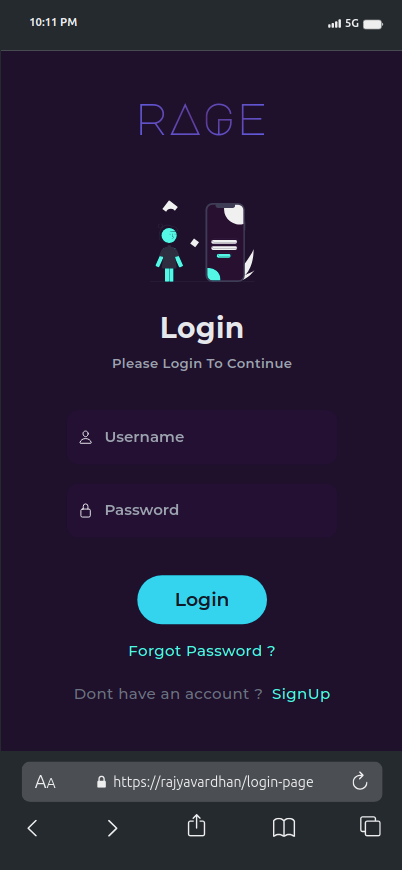 10:11 PM 5G
RAGE
Login
Please Login To Continue
Username
Password
Login
Forgot Password ?
Dont have an account ? SignUp
AA https://rajyavardhan/login-page